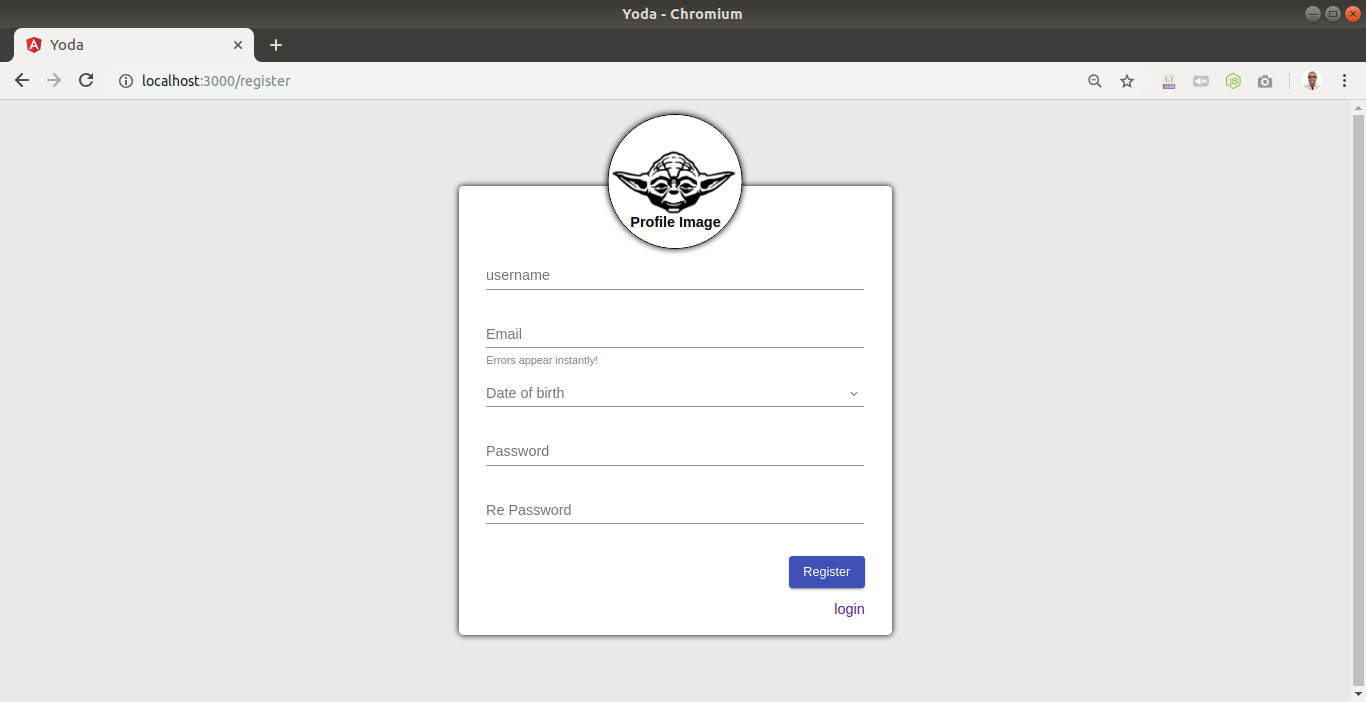 Yoda - Chromium
Yoda
localhost:3000/register
Profile Image
username
Email
Errors appear instantly!
Date of birth
Password
Re Password
Register
login